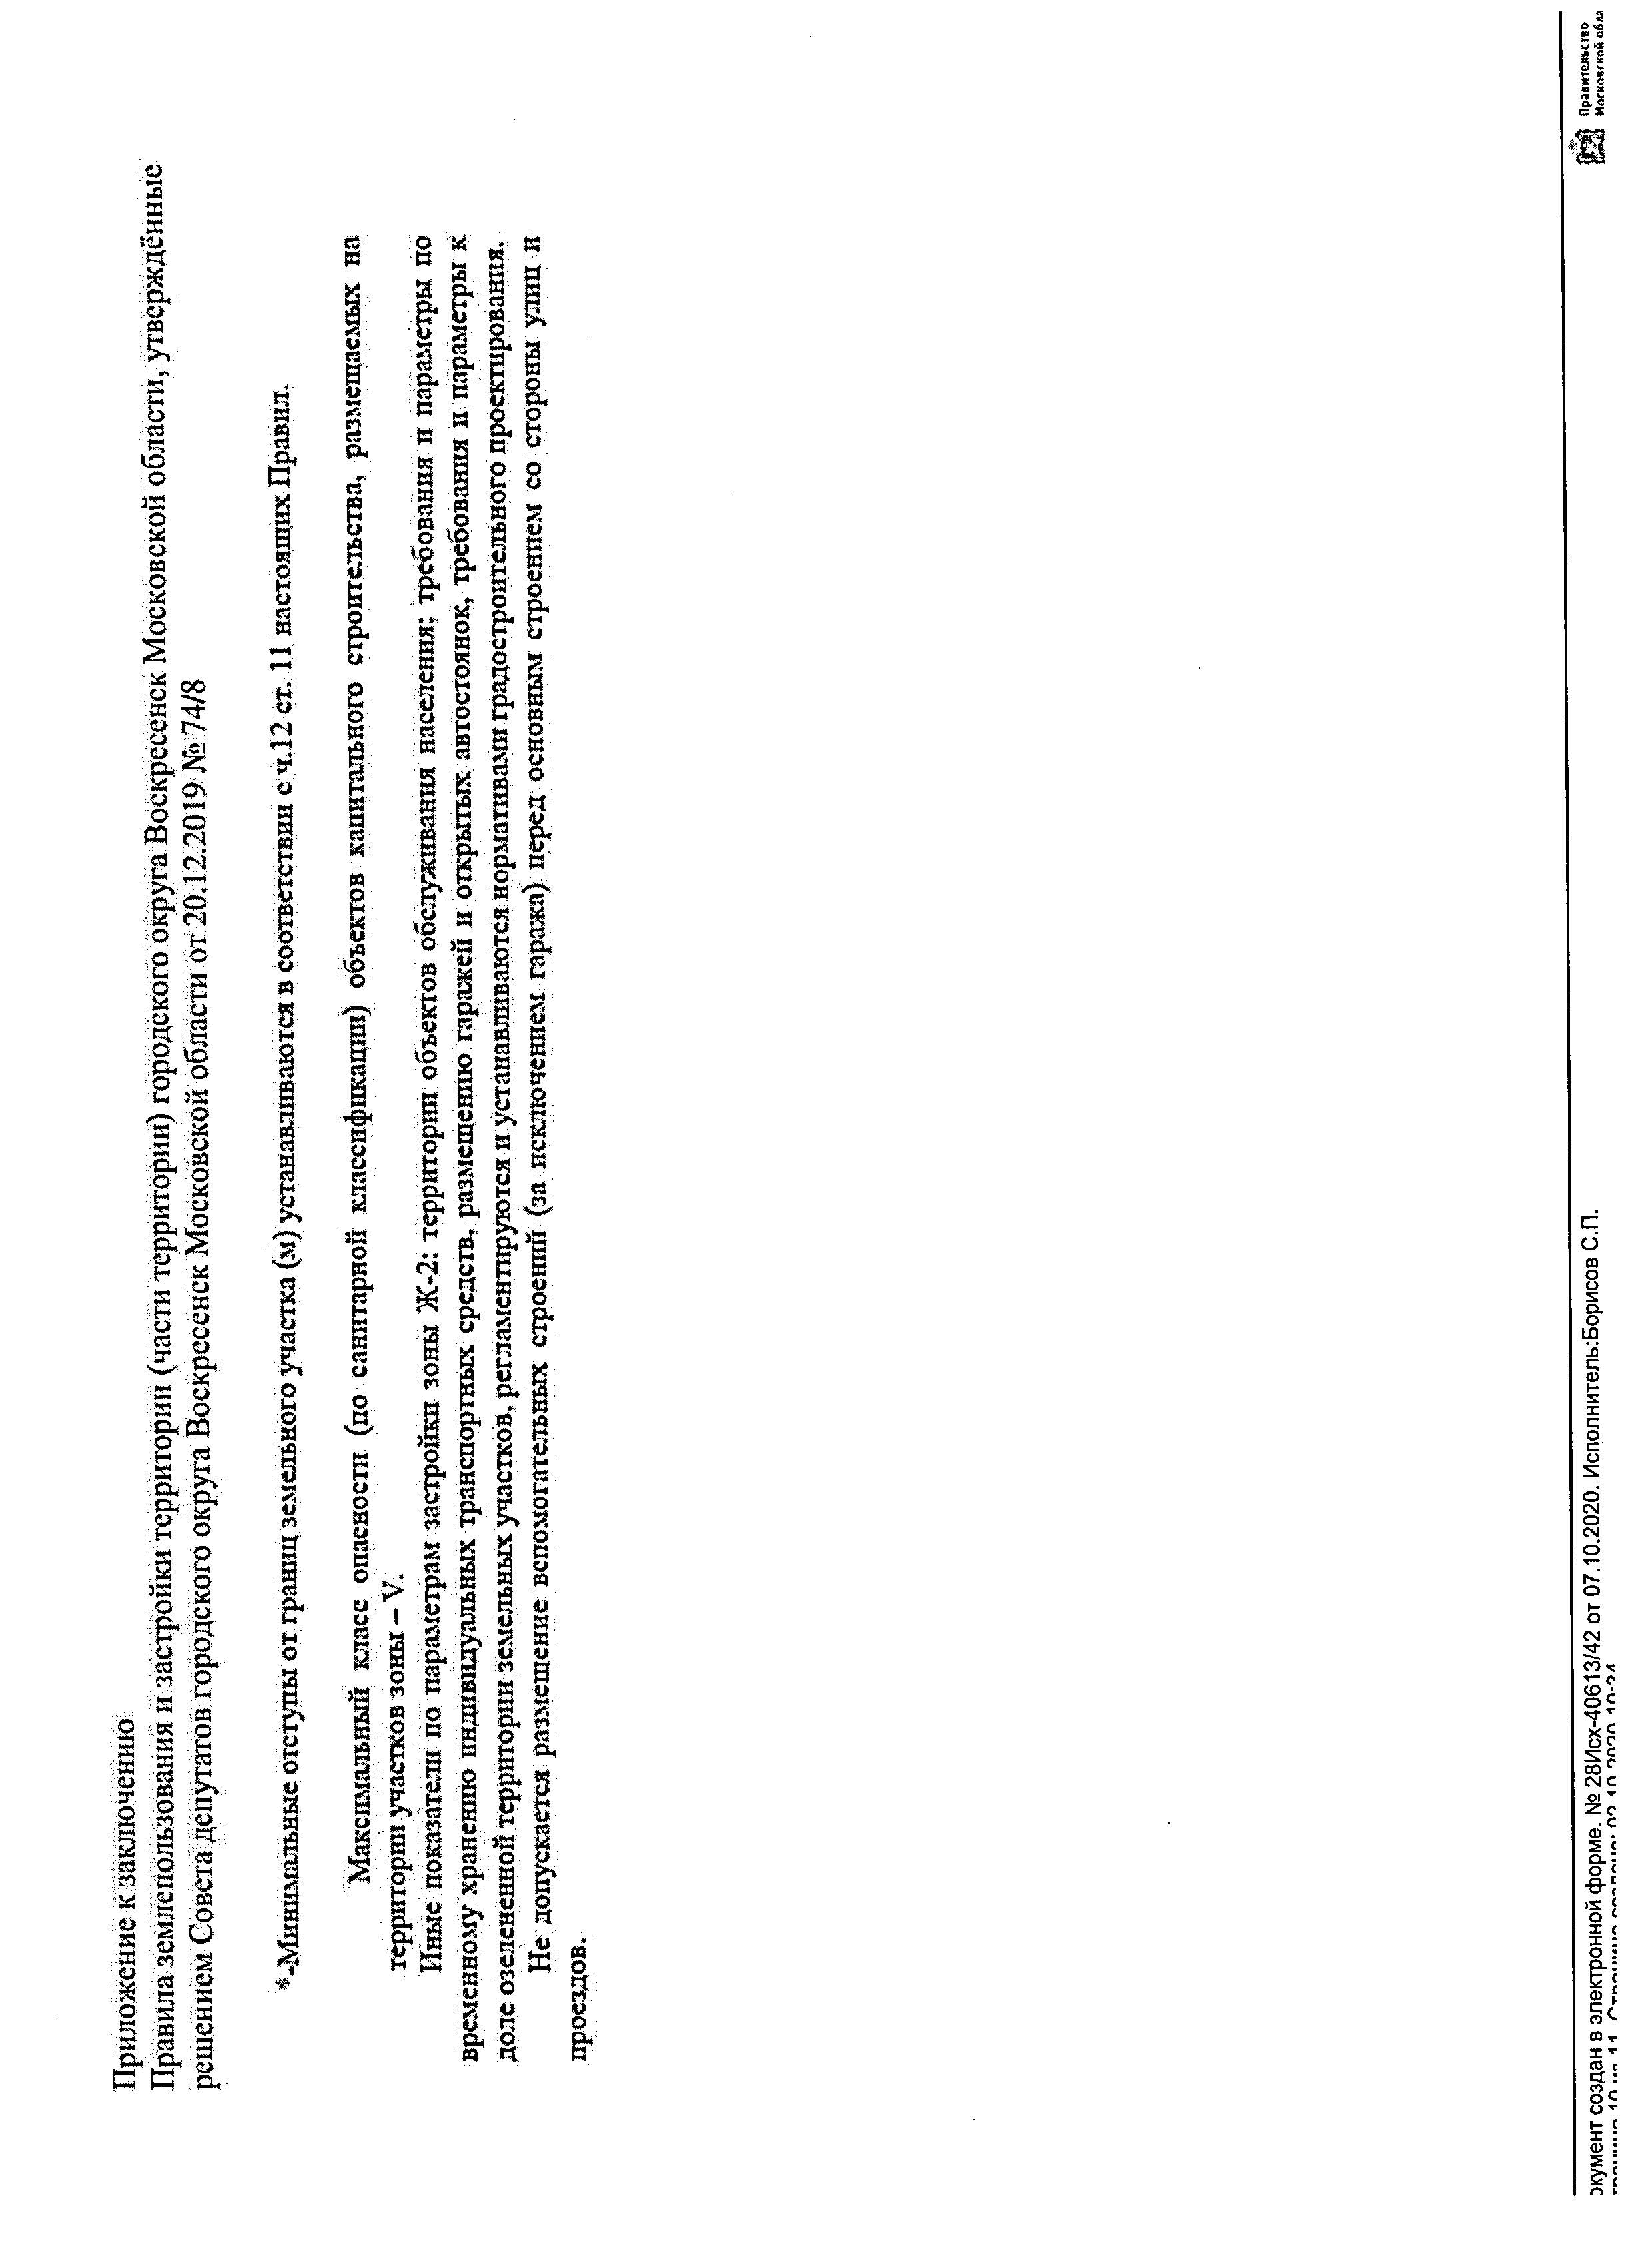 Приложение к заключению
Правила землепользования и застройки территории (части территории) городского округа Воскресенск Московской области, утверждённые
решением Совета депутатов городского округа Воскресенск Московской области от 20.12.2019 № 74/8
*-Минимальные отступы от границ земельного участка (м) устанавливаются в соответствии с ч.12 ст. 11 настоящих Правил.
Максимальный класс опасности (по санитарной классификации) объектов капитального строительства, размещаемых на
территории участков зоны – V.
Иные показатели по параметрам застройки зоны Ж-2: территории объектов обслуживания населения; требования и параметры по
временному хранению индивидуальных транспортных средств, размещению гаражей и открытых автостоянок, требования и параметры к
доле озелененной территории земельных участков, регламентируются и устанавливаются нормативами градостроительного проектирования.
Не допускается размещение вспомогательных строений (за исключением гаража) перед основным строением со стороны улиц и
проездов.
окумент создан в электронной форме. № 28Исх-40613/42 от 07.10.2020. Исполнитель:Борисов С.П.
Правительство
Московской обла